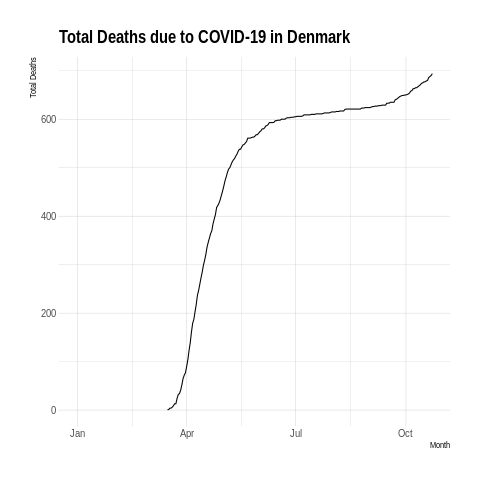 Total Deaths due to COVID-19 in Denmark
Total Deaths
600
400
200
0
Jan Apr Jul Oct
Month